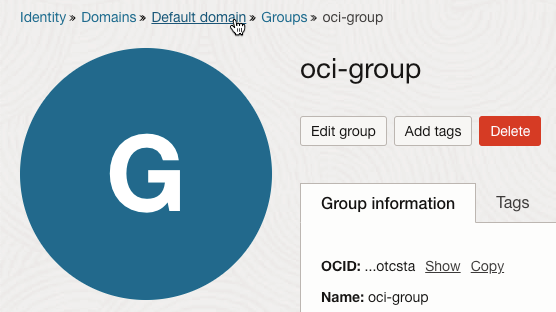 Identity » Domains » Default domain » Groups » oci-group
G
oci-group
Edit group Add tags Delete
Group information Tags
OCID: ...otcsta Show Copy
Name: oci-group